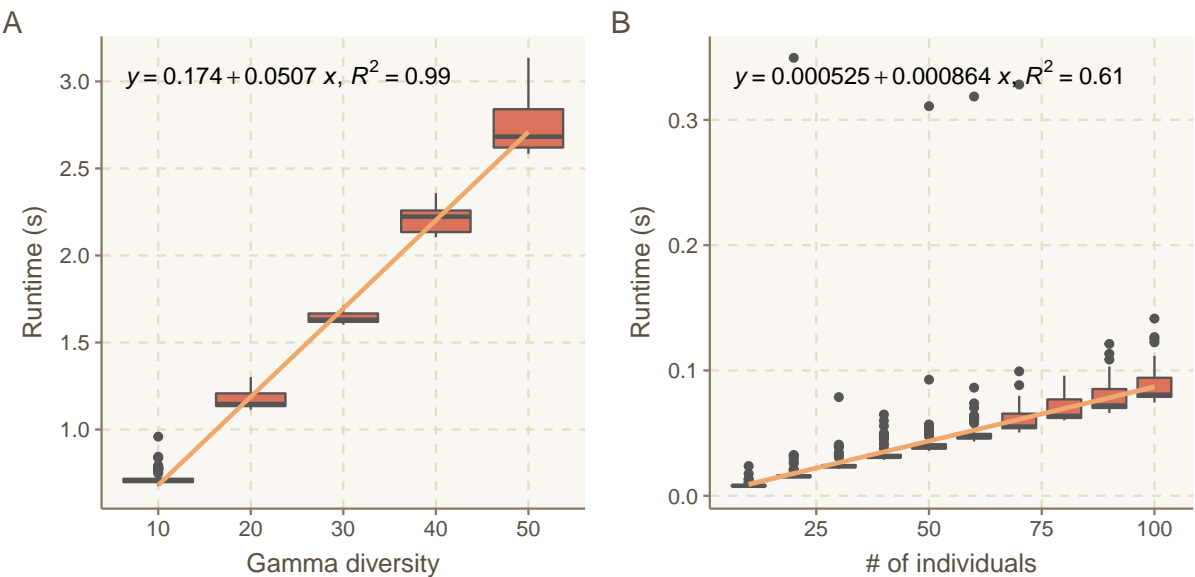 A
y = 0.174 + 0.0507 x, R² = 0.99
3.0
2.5
2.0
1.5
1.0
10 20 30 40 50
Gamma diversity
Runtime (s)
B
y = 0.000525 + 0.000864 x, R² = 0.61
0.3
0.2
0.1
0.0
25 50 75 100
# of individuals
Runtime (s)